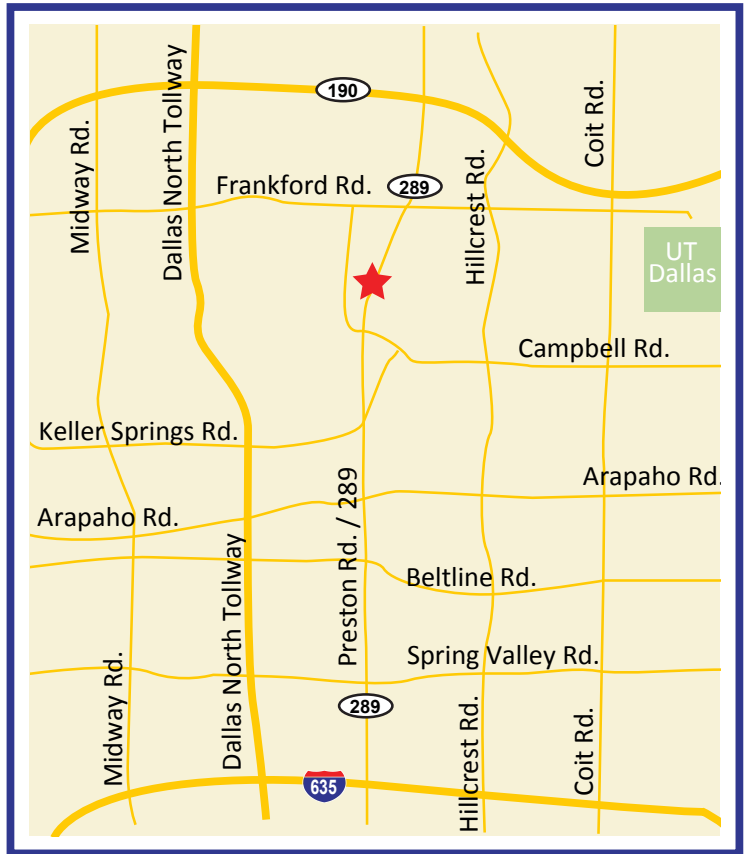 190
Midway Rd.
Dallas North Tollway
Coit Rd.
Frankford Rd.
289
Hillcrest Rd.
UT
Dallas
Campbell Rd.
Keller Springs Rd.
Arapaho Rd.
Preston Rd. / 289
Arapaho Rd.
Beltline Rd.
Dallas North Tollway
Spring Valley Rd.
Midway Rd.
289
Hillcrest Rd.
Coit Rd.
635